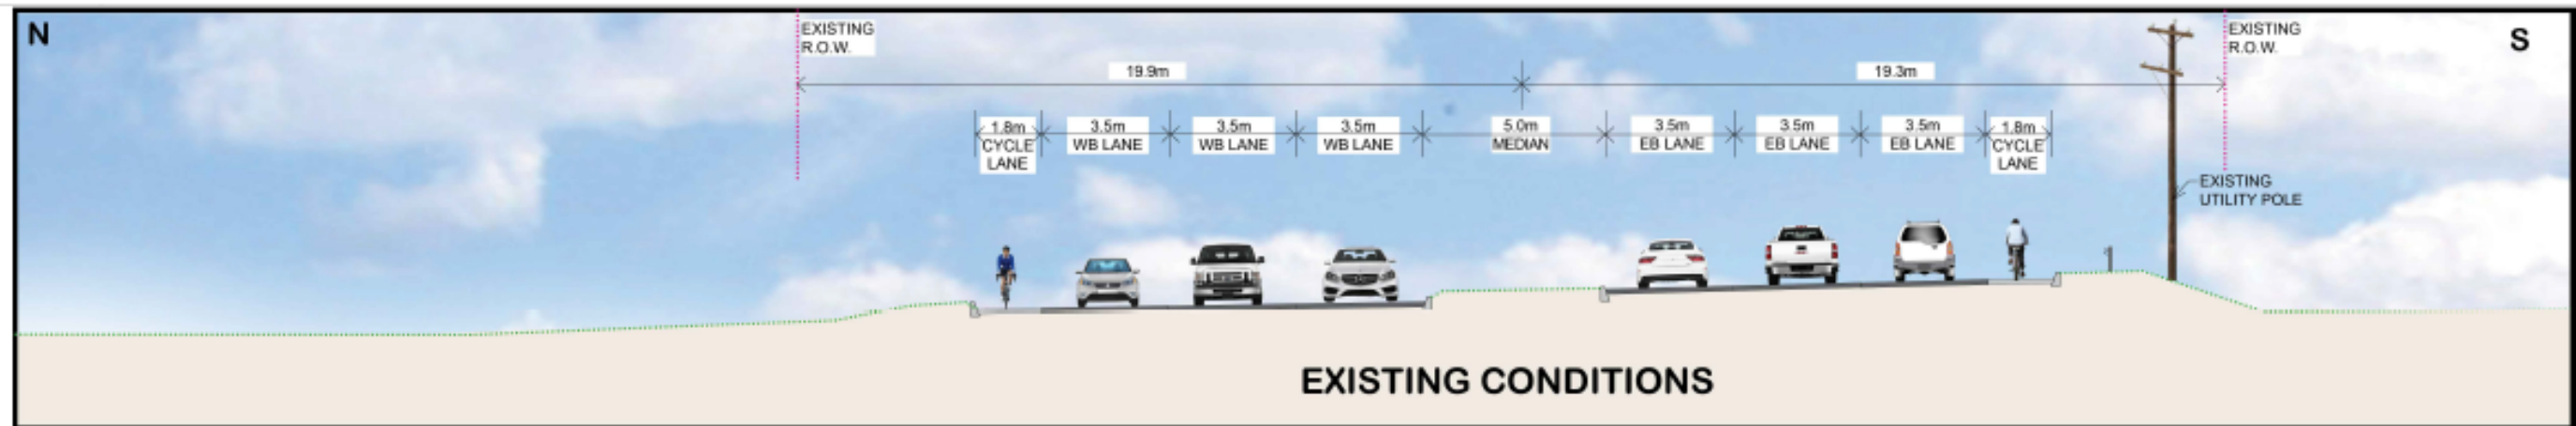 N
EXISTING
R.O.W.
EXISTING
R.O.W.
S
19.9m
19.3m
1.8m
CYCLE
LANE
3.5m
WB LANE
3.5m
WB LANE
3.5m
WB LANE
5.0m
MEDIAN
3.5m
EB LANE
3.5m
EB LANE
3.5m
EB LANE
1.8m
CYCLE
LANE
EXISTING
UTILITY POLE
EXISTING CONDITIONS